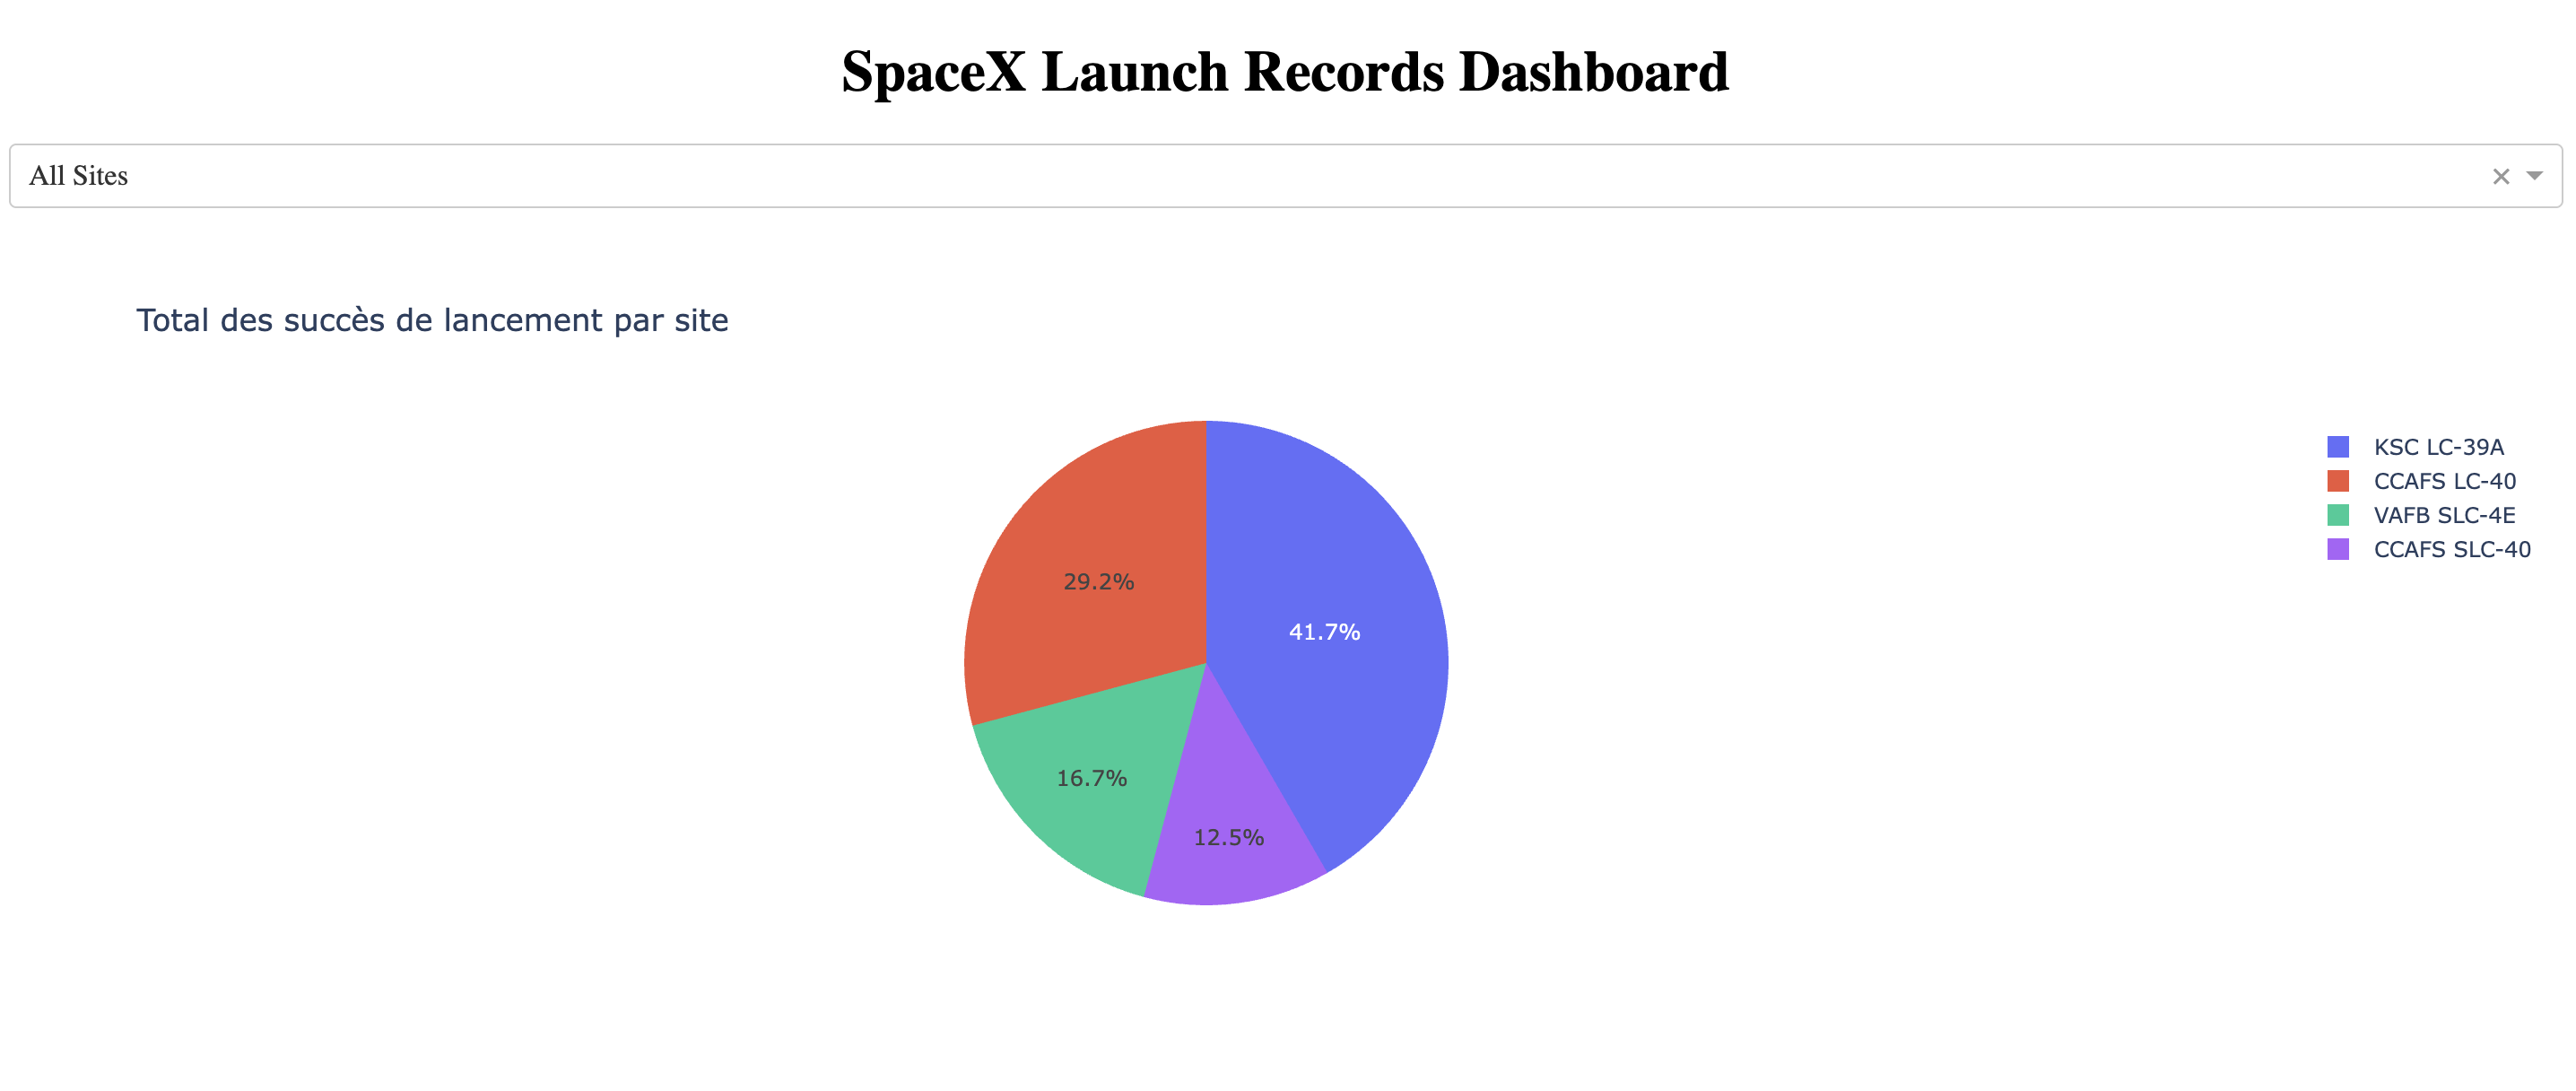 SpaceX Launch Records Dashboard
All Sites
Total des succès de lancement par site
KSC LC-39A
CCAFS LC-40
VAFB SLC-4E
CCAFS SLC-40
29.2%
41.7%
16.7%
12.5%